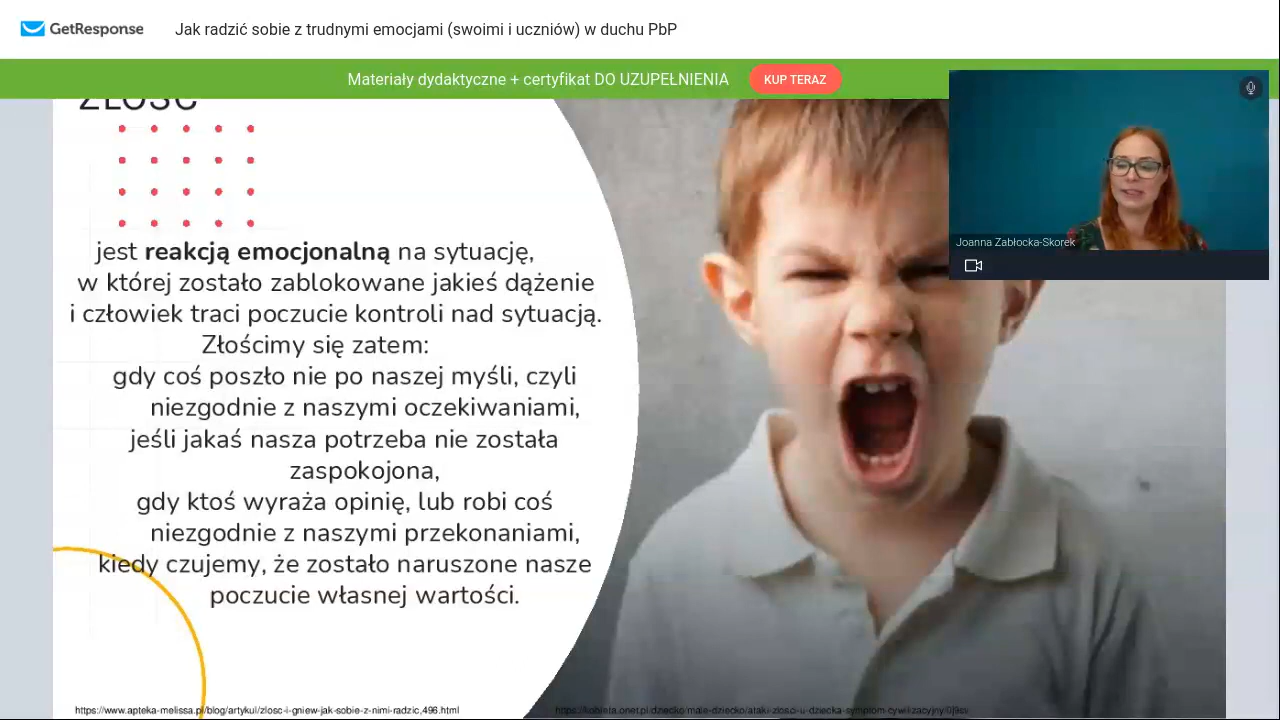 GetResponse
Jak radzić sobie z trudnymi emocjami (swoimi i uczniów) w duchu PbP
Materiały dydaktyczne + certyfikat DO UZUPEŁNIENIA
KUP TERAZ
ZŁOŚĆ
Joanna Zabłocka-Skorek
jest reakcją emocjonalną na sytuację,
w której zostało zablokowane jakieś dążenie
i człowiek traci poczucie kontroli nad sytuacją.
Złościmy się zatem:
gdy coś poszło nie po naszej myśli, czyli
niezgodnie z naszymi oczekiwaniami,
jeśli jakaś nasza potrzeba nie została
zaspokojona,
gdy ktoś wyraża opinię, lub robi coś
niezgodnie z naszymi przekonaniami,
kiedy czujemy, że zostało naruszone nasze
poczucie własnej wartości.
https://www.apteka-melissa.pl/blog/artykul/zlosc-i-gniew-jak-sobie-z-nimi-radzic,496.html